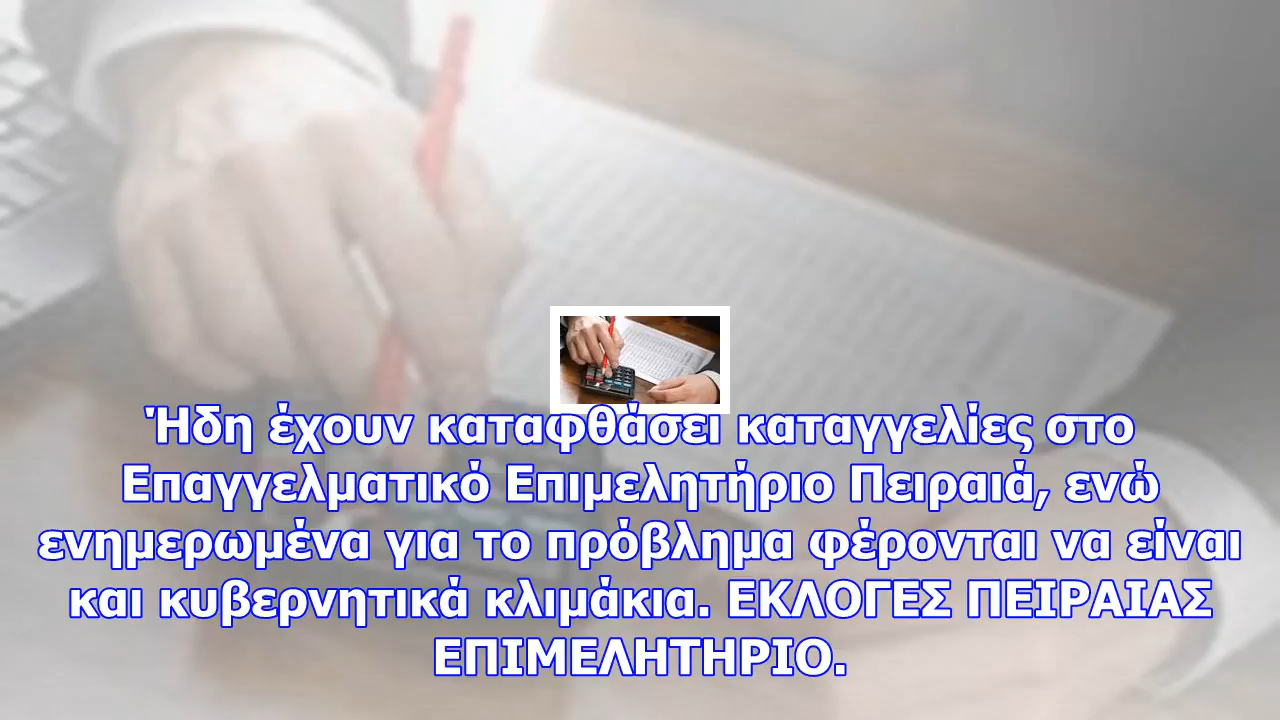 Ήδη έχουν καταφθάσει καταγγελίες στο
Επαγγελματικό Επιμελητήριο Πειραιά, ενώ
ενημερωμένα για το πρόβλημα φέρονται να είναι
και κυβερνητικά κλιμάκια. ΕΚΛΟΓΕΣ ΠΕΙΡΑΙΑΣ
ΕΠΙΜΕΛΗΤΗΡΙΟ.